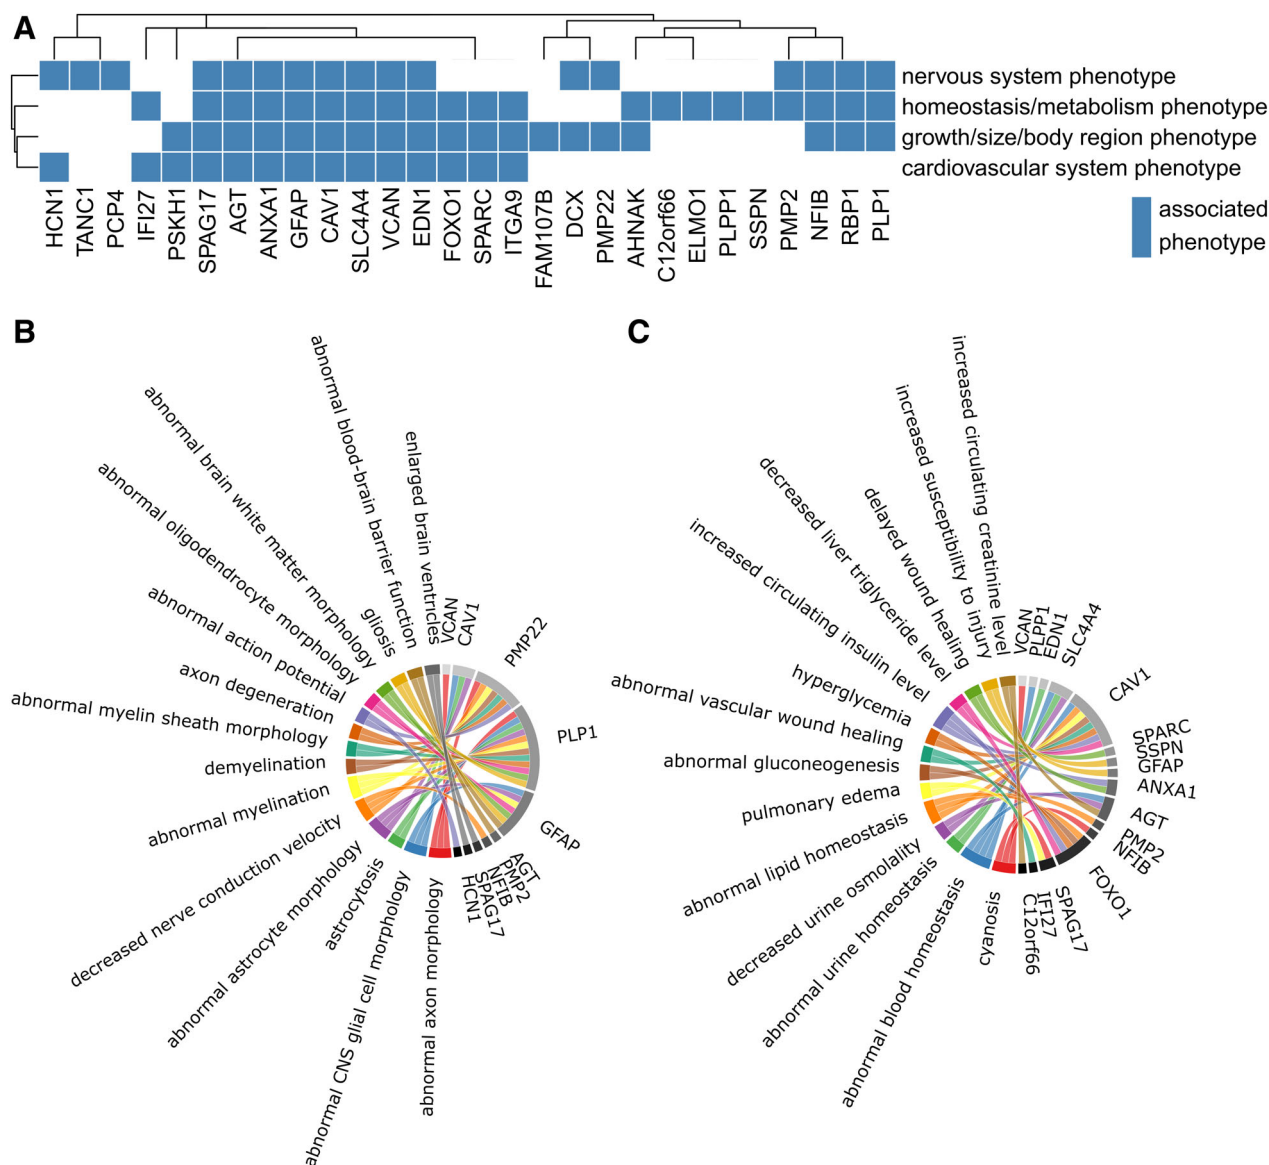 A
nervous system phenotype
homeostasis/metabolism phenotype
growth/size/body region phenotype
cardiovascular system phenotype
HCN1
TANC1
PCP4
IFI27
PSKH1
SPAG17
AGT
ANXA1
GFAP
CAV1
SLC4A4
VCAN
EDN1
FOXO1
SPARC
ITGA9
FAM107B
DCX
PMP22
AHNAK
C12orf66
ELMO1
PLPP1
SSPN
PMP2
NFIB
RBP1
PLP1
associated
phenotype
B
enlarged brain ventricles
abnormal blood-brain barrier function
gliosis
abnormal brain white matter morphology
abnormal oligodendrocyte morphology
abnormal action potential
axon degeneration
abnormal myelin sheath morphology
demyelination
abnormal myelination
decreased nerve conduction velocity
abnormal astrocyte morphology
astrocytosis
abnormal CNS glial cell morphology
abnormal axon morphology
VCAN
CAV1
PMP22
PLP1
GFAP
AGT
PMP2
NFIB
SPAG17
HCN1
C
increased circulating creatinine level
increased susceptibility to injury
delayed wound healing
decreased liver triglyceride level
increased circulating insulin level
hyperglycemia
abnormal vascular wound healing
abnormal gluconeogenesis
pulmonary edema
abnormal lipid homeostasis
decreased urine osmolality
abnormal urine homeostasis
abnormal blood homeostasis
cyanosis
VCAN
PLPP1
EDN1
SLC4A4
CAV1
SPARC
SSPN
GFAP
ANXA1
AGT
PMP2
NFIB
FOXO1
SPAG17
IFI27
C12orf66